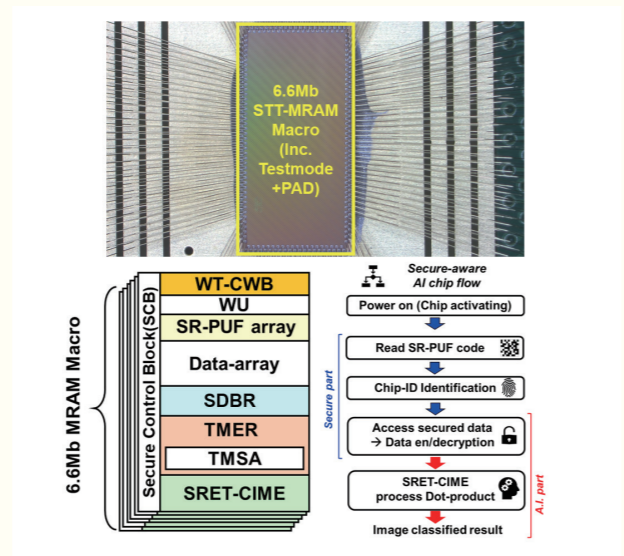 6.6Mb
STT-MRAM
Macro
(Inc.
Testmode
+PAD)
6.6Mb MRAM Macro
Secure Control Block(SCB)
WT-CWB
WU
SR-PUF array
Data-array
SDBR
TMER
TMSA
SRET-CIME
Secure-aware
AI chip flow
Power on (Chip activating)
Read SR-PUF code
Chip-ID Identification
Access secured data
→ Data en/decryption
SRET-CIME
process Dot-product
Image classified result
Secure part
A.I. part